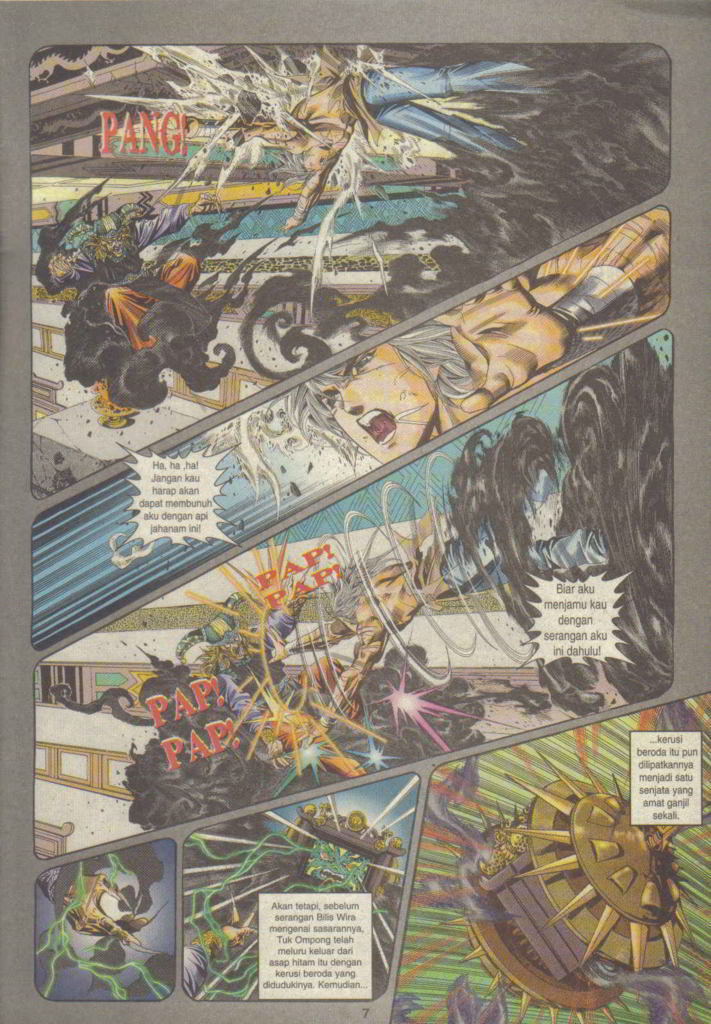 PANG!
Ha, ha ,ha!
Jangan kau
harap akan
dapat membunuh
aku dengan api
jahanam ini!
PAP!
PAP!
Biar aku
menjamu kau
dengan
serangan aku
ini dahulu!
PAP!
PAP!
...kerusi
beroda itu pun
dilipatkannya
menjadi satu
senjata yang
amat ganjil
sekali.
Akan tetapi, sebelum
serangan Bilis Wira
mengenai sasarannya,
Tuk Ompong telah
meluru keluar dari
asap hitam itu dengan
kerusi beroda yang
didudukinya. Kemudian...
7